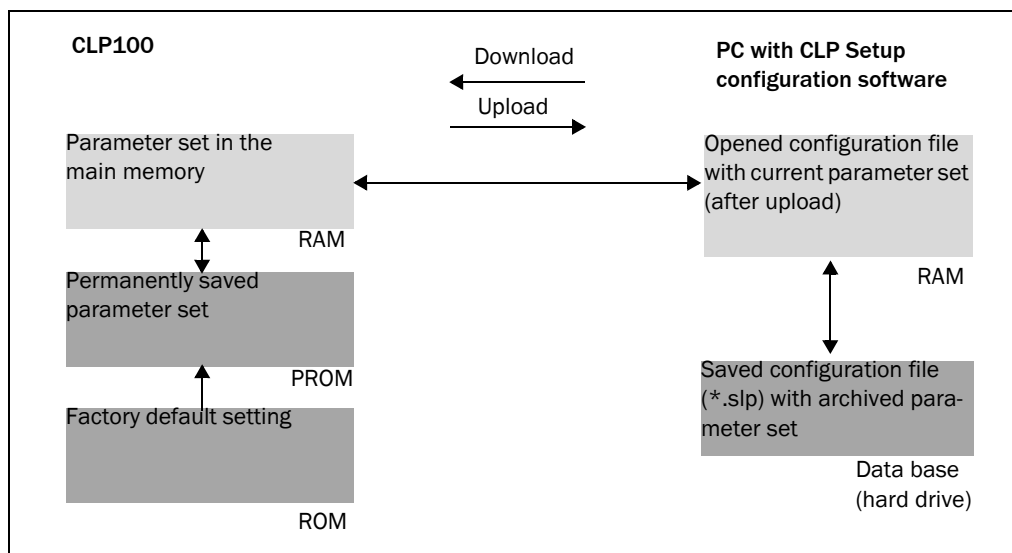 CLP100
Download
Upload
PC with CLP Setup
configuration software
Parameter set in the
main memory
RAM
Permanently saved
parameter set
PROM
Factory default setting
ROM
Opened configuration file
with current parameter set
(after upload)
RAM
Saved configuration file
(*.slp) with archived para-
meter set
Data base
(hard drive)